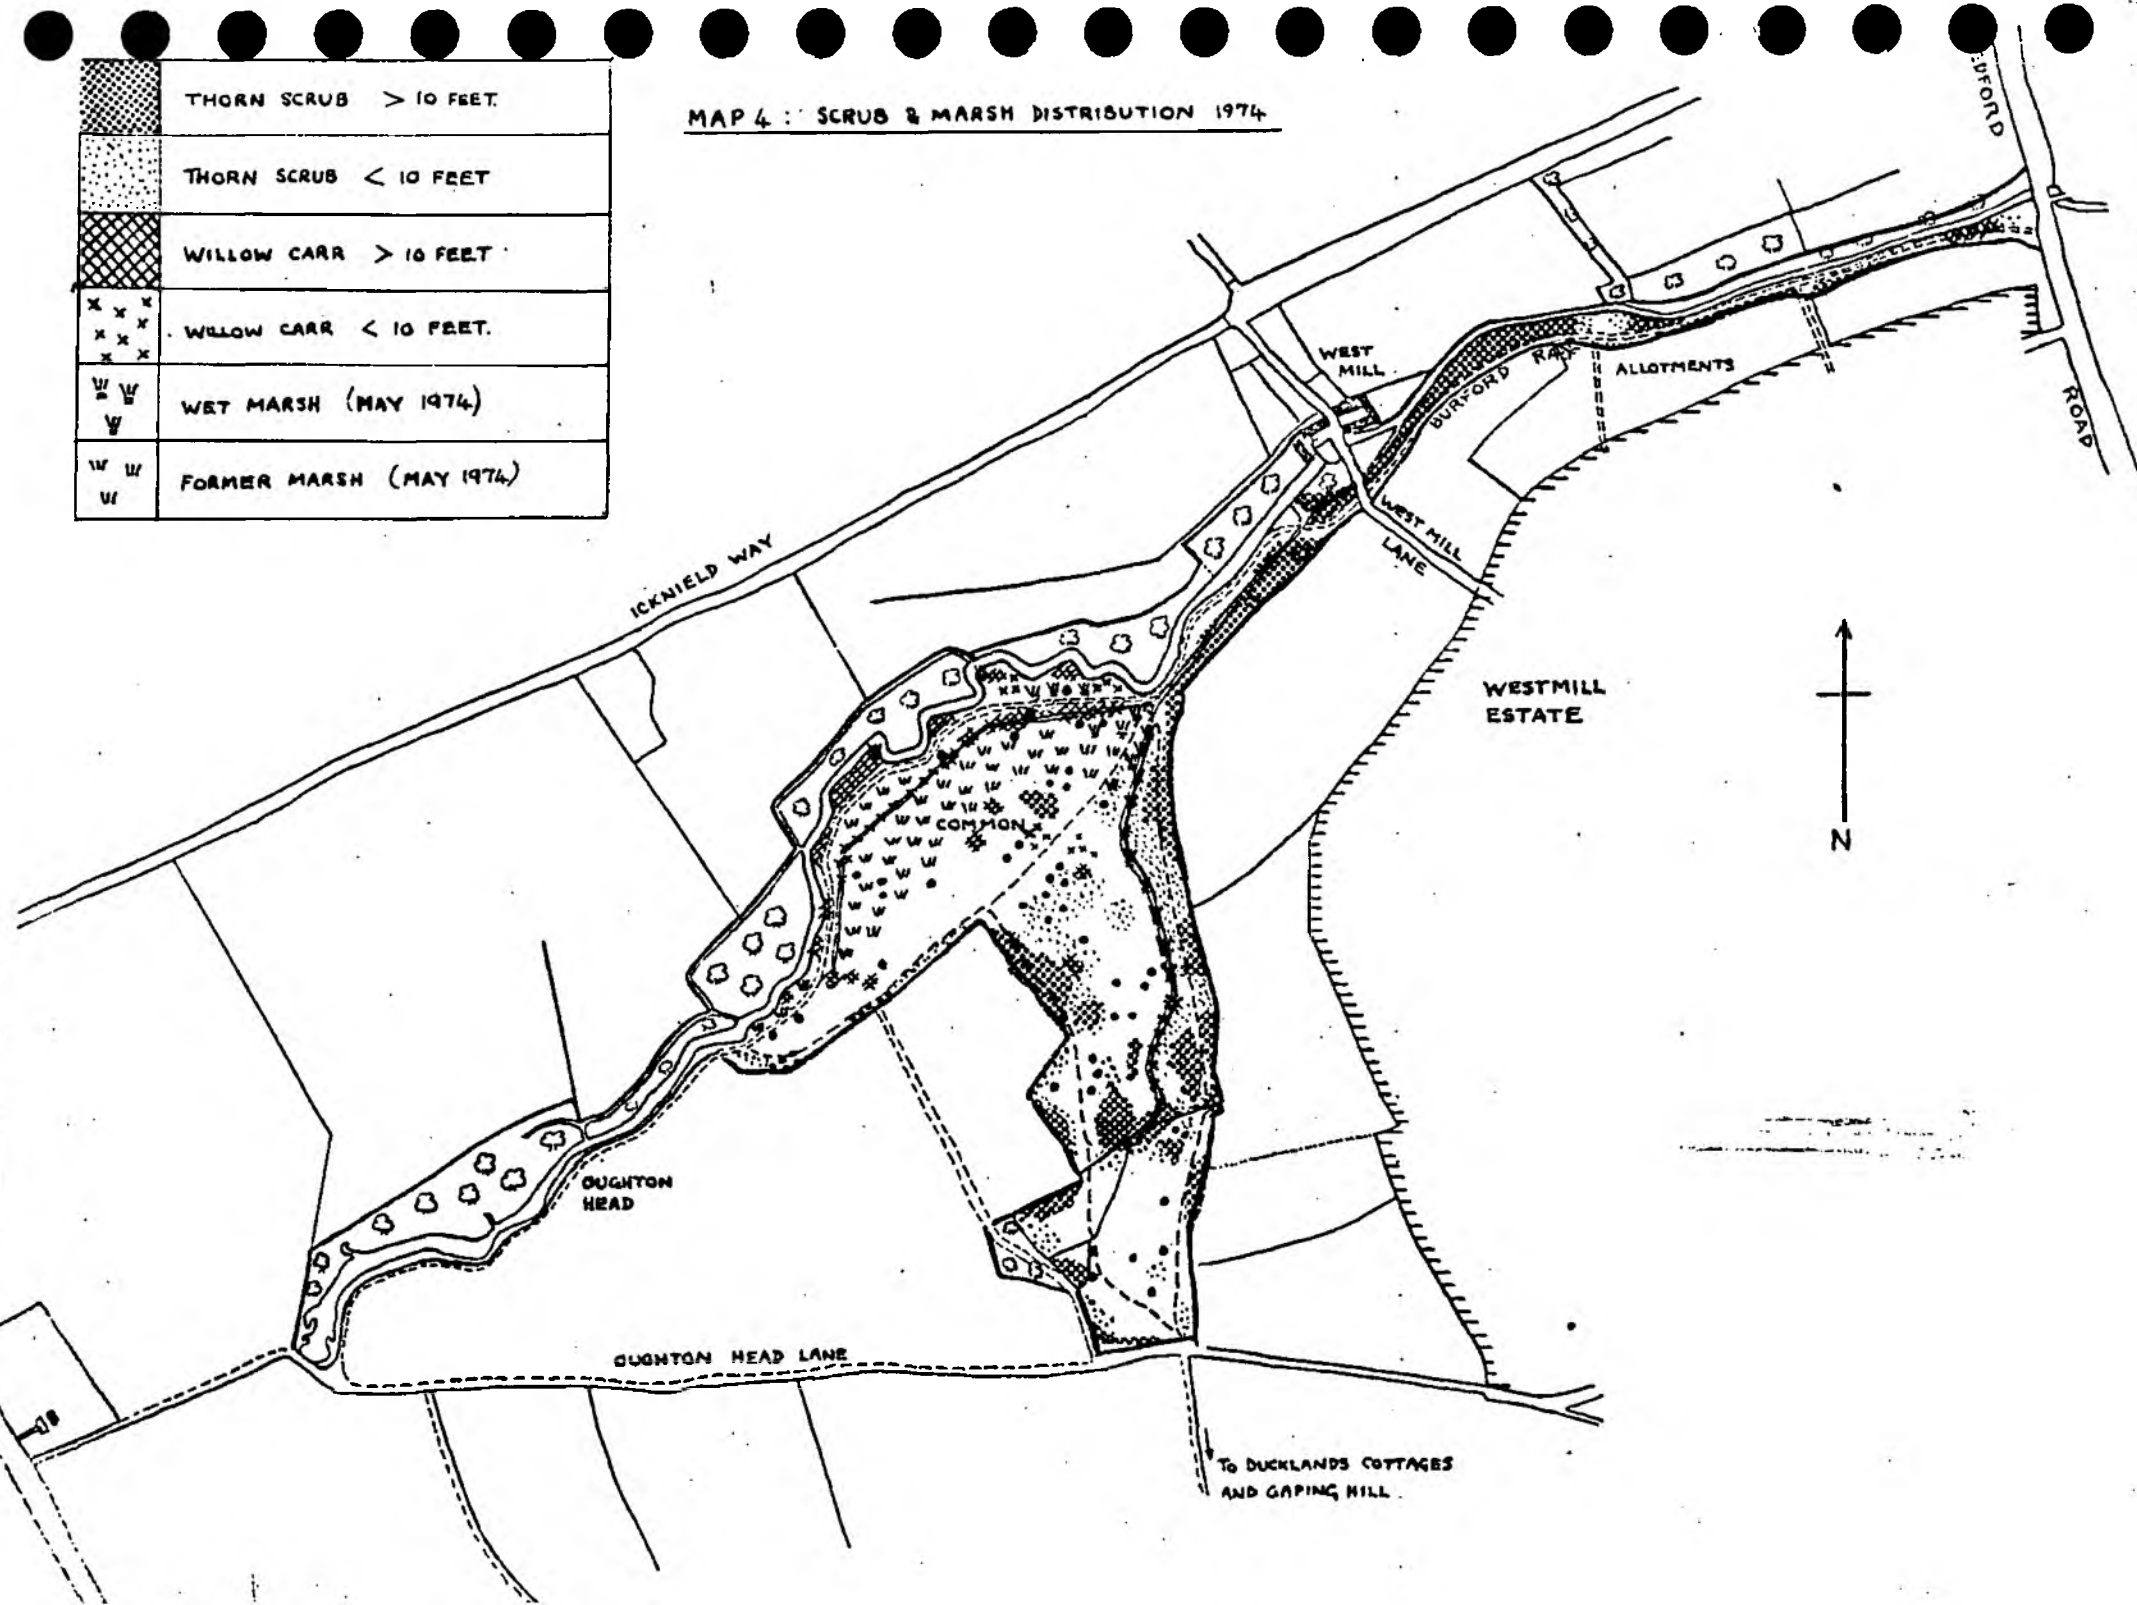 THORN SCRUB > 10 FEET.
THORN SCRUB < 10 FEET
WILLOW CARR > 10 FEET
WILLOW CARR < 10 FEET.
WET MARSH (MAY 1974)
FORMER MARSH (MAY 1974)
MAP 4 : SCRUB & MARSH DISTRIBUTION 1974
ROAD
WEST
MILL
BURFORD RAY
ALLOTMENTS
WEST MILL
LANE
ICKNIELD WAY
WESTMILL
ESTATE
N
COMMON
OUGHTON
HEAD
OUGHTON HEAD LANE
TO DUCKLANDS COTTAGES
AND GAPING HILL.